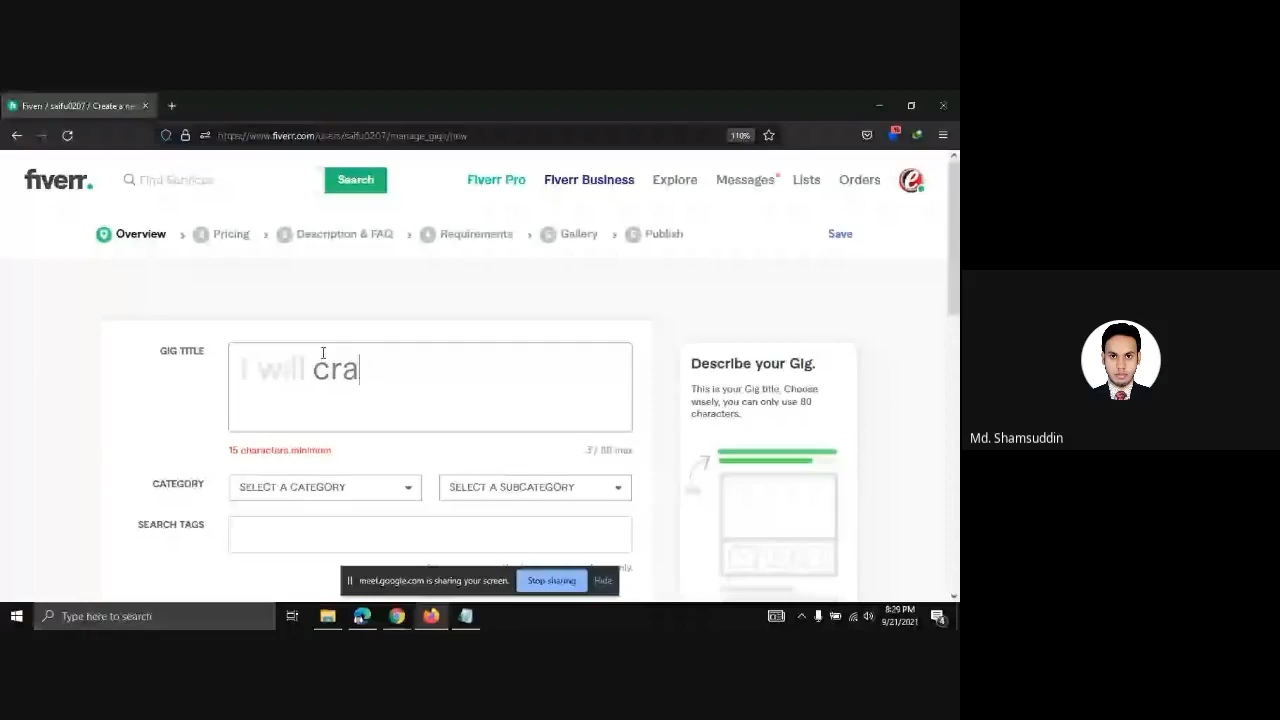 Fiverr / saifu0207 / Create a ne
https://www.fiverr.com/users/saifu0207/manage_gigs/new
110%
fiverr.
Find Services
Search
Fiverr Pro
Fiverr Business
Explore
Messages
Lists
Orders
Overview
Pricing
Description & FAQ
Requirements
Gallery
Publish
Save
GIG TITLE
I will cra
15 characters minimum
3 / 80 max
CATEGORY
SELECT A CATEGORY
SELECT A SUBCATEGORY
SEARCH TAGS
only.
Describe your Gig.
This is your Gig title. Choose
wisely, you can only use 80
characters.
meet.google.com is sharing your screen.
Stop sharing
Hide
Type here to search
8:29 PM
9/21/2021
4
Md. Shamsuddin